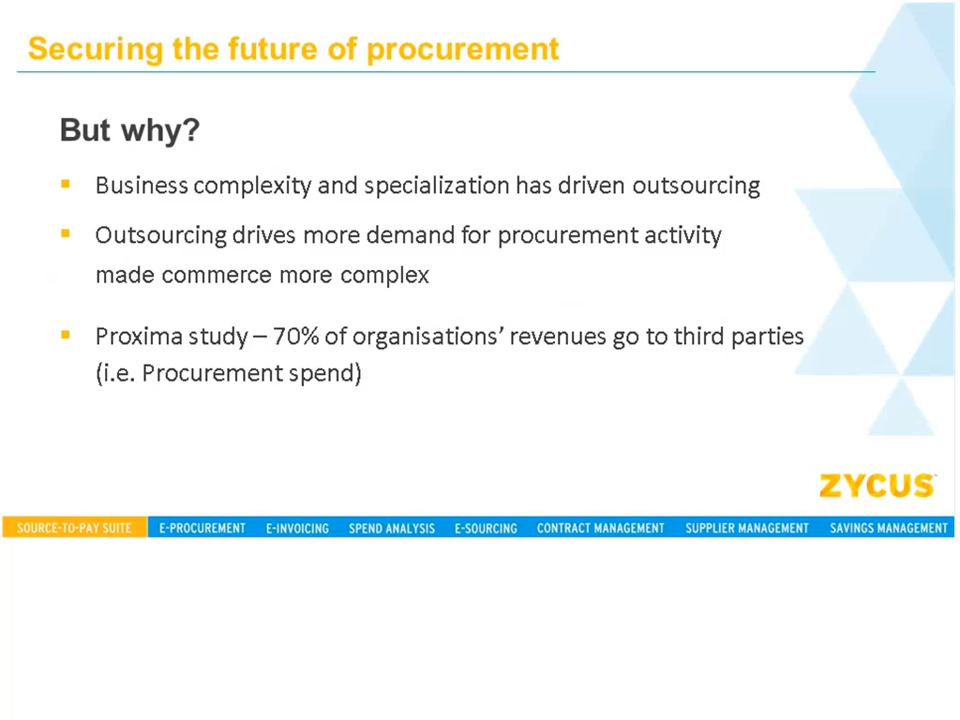 Securing the future of procurement
But why?
Business complexity and specialization has driven outsourcing
Outsourcing drives more demand for procurement activity
made commerce more complex
Proxima study – 70% of organisations’ revenues go to third parties
(i.e. Procurement spend)
ZYCUS
SOURCE-TO-PAY SUITE E-PROCUREMENT E-INVOICING SPEND ANALYSIS E-SOURCING CONTRACT MANAGEMENT SUPPLIER MANAGEMENT SAVINGS MANAGEMENT